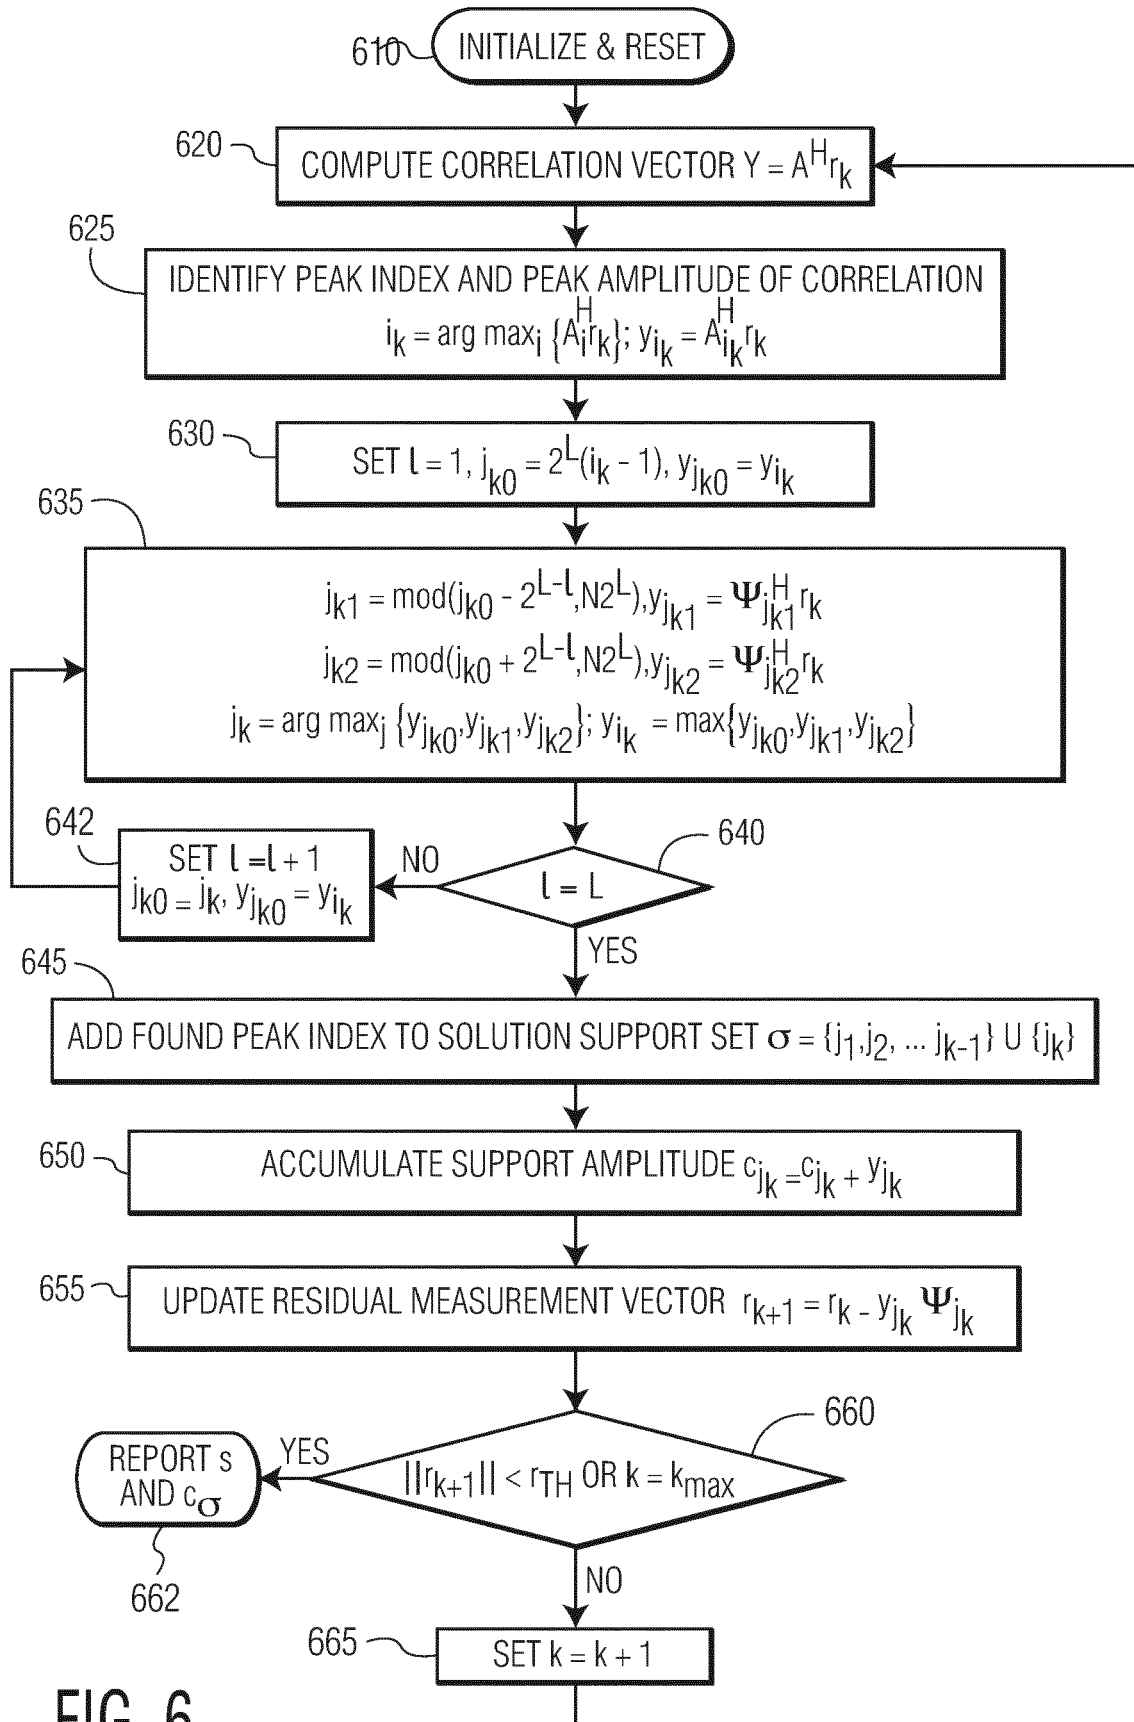 610
INITIALIZE & RESET
620
COMPUTE CORRELATION VECTOR Y = A^H r_k
625
IDENTIFY PEAK INDEX AND PEAK AMPLITUDE OF CORRELATION
i_k = arg max_i {A_i^H r_k}; y_{i_k} = A_{i_k}^H r_k
630
SET l = 1, j_{k0} = 2^L(i_k - 1), y_{j_{k0}} = y_{i_k}
635
j_{k1} = mod(j_{k0} - 2^{L-l},N2^L),y_{j_{k1}} = Ψ_{j_{k1}}^H r_k
j_{k2} = mod(j_{k0} + 2^{L-l},N2^L),y_{j_{k2}} = Ψ_{j_{k2}}^H r_k
j_k = arg max_j {y_{j_{k0}},y_{j_{k1}},y_{j_{k2}}}; y_{i_k} = max{y_{j_{k0}},y_{j_{k1}},y_{j_{k2}}}
640
l = L
NO
YES
642
SET l = l + 1
j_{k0} = j_k, y_{j_{k0}} = y_{i_k}
645
ADD FOUND PEAK INDEX TO SOLUTION SUPPORT SET σ = {j_1,j_2, ... j_{k-1}} U {j_k}
650
ACCUMULATE SUPPORT AMPLITUDE c_{j_k} = c_{j_k} + y_{j_k}
655
UPDATE RESIDUAL MEASUREMENT VECTOR r_{k+1} = r_k - y_{j_k} Ψ_{j_k}
660
||r_{k+1}|| < r_{TH} OR k = k_{max}
YES
REPORT s
AND c_σ
662
NO
665
SET k = k + 1
FIG. 6